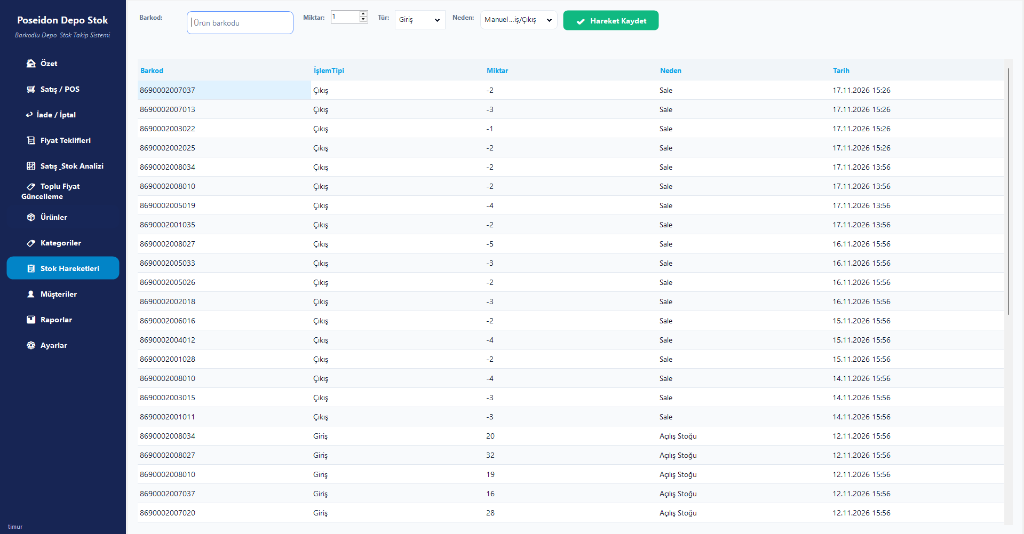 Poseidon Depo Stok
Barkodlu Depo Stok Takip Sistemi
Özet
Satış / POS
İade / İptal
Fiyat Teklifleri
Satış_Stok Analizi
Toplu Fiyat
Güncelleme
Ürünler
Kategoriler
Stok Hareketleri
Müşteriler
Raporlar
Ayarlar
timur
Barkod: Ürün barkodu Miktar: 1 Tür: Giriş Neden: Manuel...iş/Çıkış Hareket Kaydet
Barkod İşlemTipi Miktar Neden Tarih
8690002007037 Çıkış -2 Sale 17.11.2026 15:26
8690002007013 Çıkış -3 Sale 17.11.2026 15:26
8690002003022 Çıkış -1 Sale 17.11.2026 15:26
8690002002025 Çıkış -2 Sale 17.11.2026 15:26
8690002008034 Çıkış -2 Sale 17.11.2026 13:56
8690002008010 Çıkış -2 Sale 17.11.2026 13:56
8690002005019 Çıkış -4 Sale 17.11.2026 13:56
8690002001035 Çıkış -2 Sale 17.11.2026 13:56
8690002008027 Çıkış -5 Sale 16.11.2026 15:56
8690002005033 Çıkış -3 Sale 16.11.2026 15:56
8690002005026 Çıkış -2 Sale 16.11.2026 15:56
8690002002018 Çıkış -3 Sale 16.11.2026 15:56
8690002006016 Çıkış -2 Sale 15.11.2026 15:56
8690002004012 Çıkış -4 Sale 15.11.2026 15:56
8690002001028 Çıkış -2 Sale 15.11.2026 15:56
8690002008010 Çıkış -4 Sale 14.11.2026 15:56
8690002003015 Çıkış -3 Sale 14.11.2026 15:56
8690002001011 Çıkış -3 Sale 14.11.2026 15:56
8690002008034 Giriş 20 Açılış Stoğu 12.11.2026 15:56
8690002008027 Giriş 32 Açılış Stoğu 12.11.2026 15:56
8690002008010 Giriş 19 Açılış Stoğu 12.11.2026 15:56
8690002007037 Giriş 16 Açılış Stoğu 12.11.2026 15:56
8690002007020 Giriş 28 Açılış Stoğu 12.11.2026 15:56